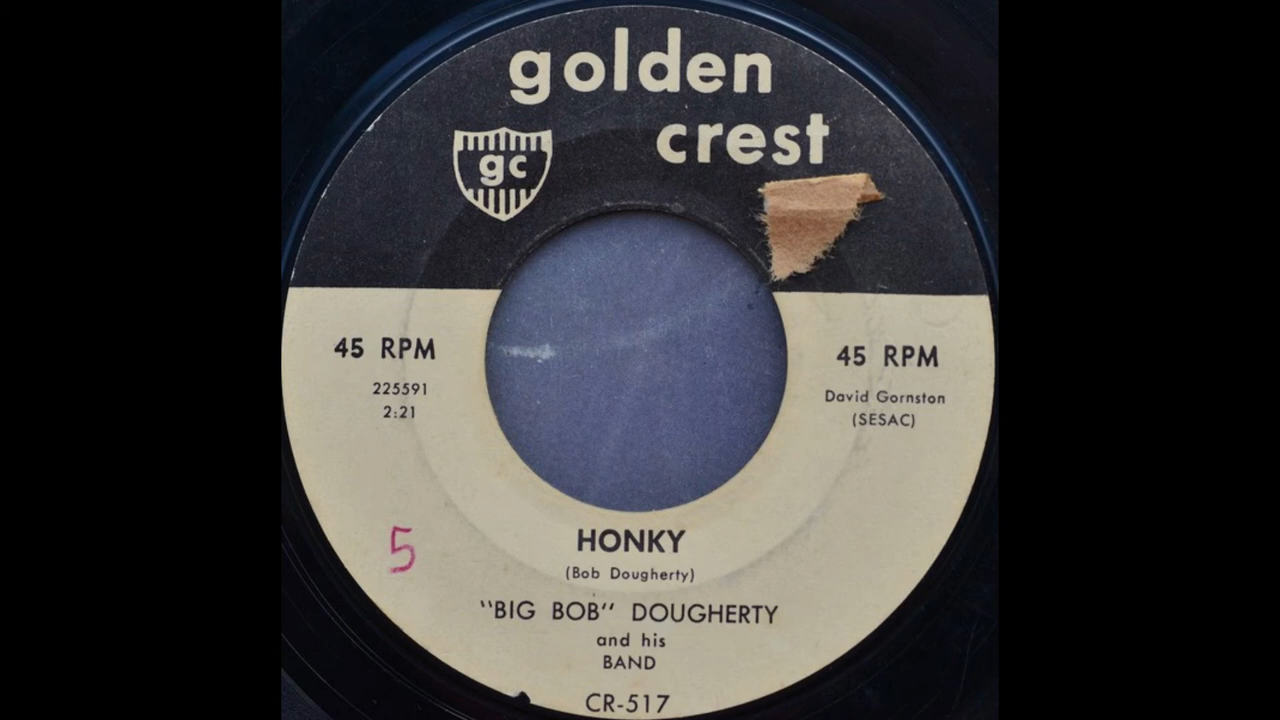 golden
crest
gc
45 RPM
225591
2:21
45 RPM
David Gornston
(SESAC)
5
HONKY
(Bob Dougherty)
"BIG BOB" DOUGHERTY
and his
BAND
CR-517